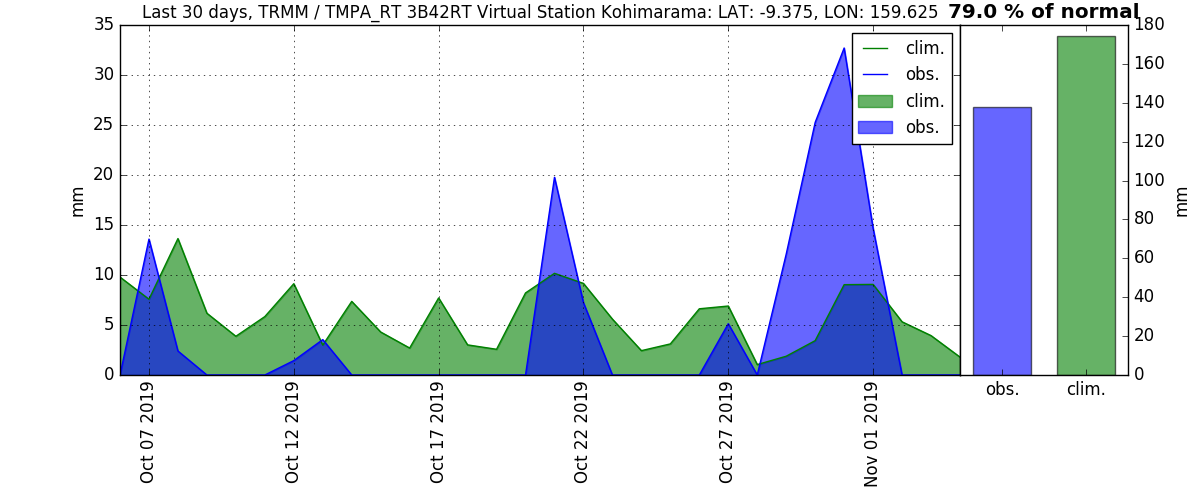 Last 30 days, TRMM / TMPA_RT 3B42RT Virtual Station Kohimarama: LAT: -9.375, LON: 159.625
79.0 % of normal
mm
35
30
25
20
15
10
5
0
clim.
obs.
clim.
obs.
180
160
140
120
100
80
60
40
20
0
mm
Oct 07 2019
Oct 12 2019
Oct 17 2019
Oct 22 2019
Oct 27 2019
Nov 01 2019
obs.
clim.